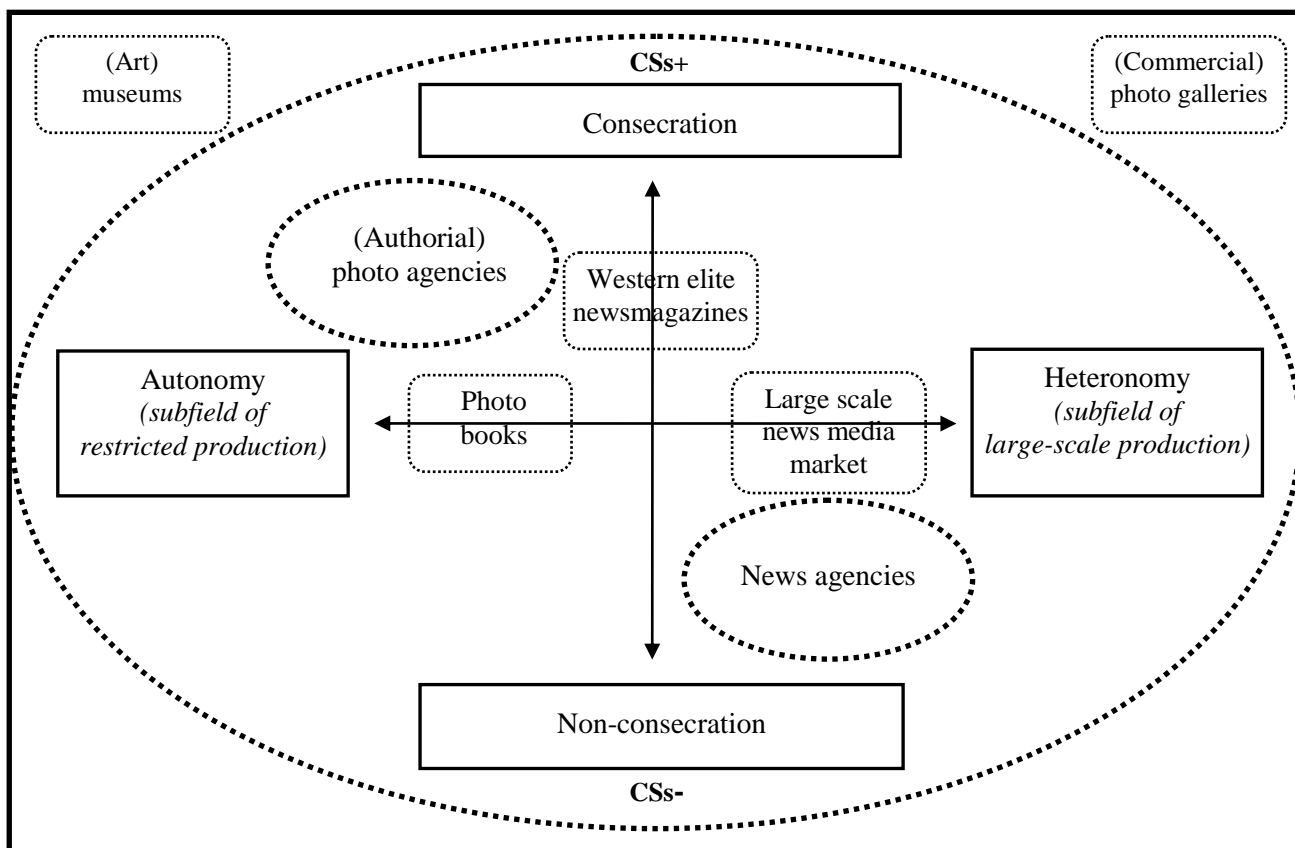 (Art)
museums
CSs+
(Commercial)
photo galleries
Consecration
(Authorial)
photo agencies
Western elite
newsmagazines
Autonomy
(subfield of
restricted production)
Photo
books
Large scale
news media
market
Heteronomy
(subfield of
large-scale production)
News agencies
Non-consecration
CSs-